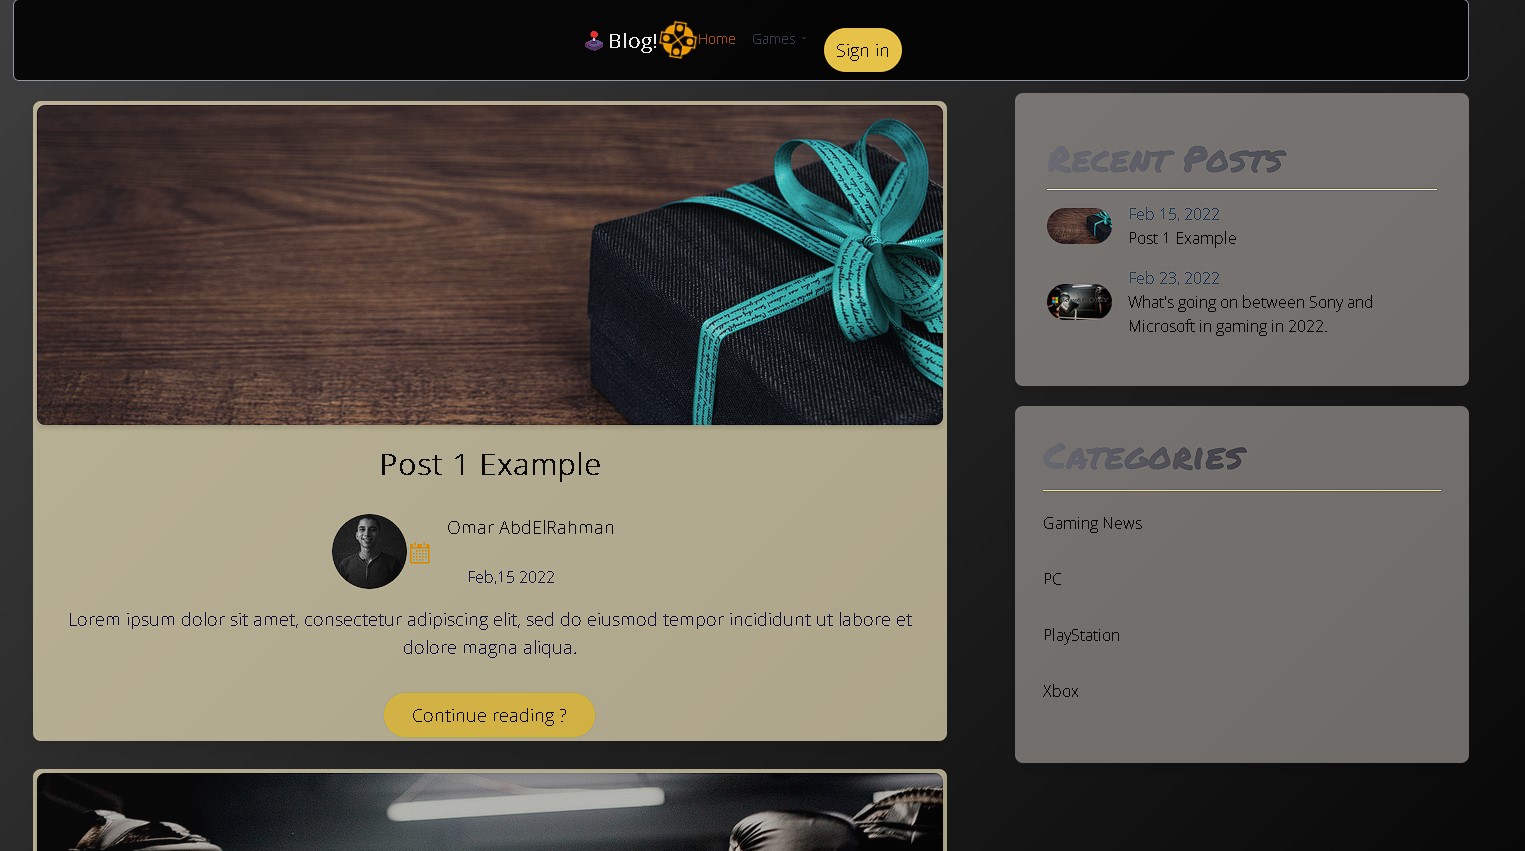 Blog!
Home
Games
Sign in
Post 1 Example
Omar AbdElRahman
Feb,15 2022
Lorem ipsum dolor sit amet, consectetur adipiscing elit, sed do eiusmod tempor incididunt ut labore et
dolore magna aliqua.
Continue reading ?
Recent Posts
Feb 15, 2022
Post 1 Example
Feb 23, 2022
What's going on between Sony and
Microsoft in gaming in 2022.
Categories
Gaming News
PC
PlayStation
Xbox